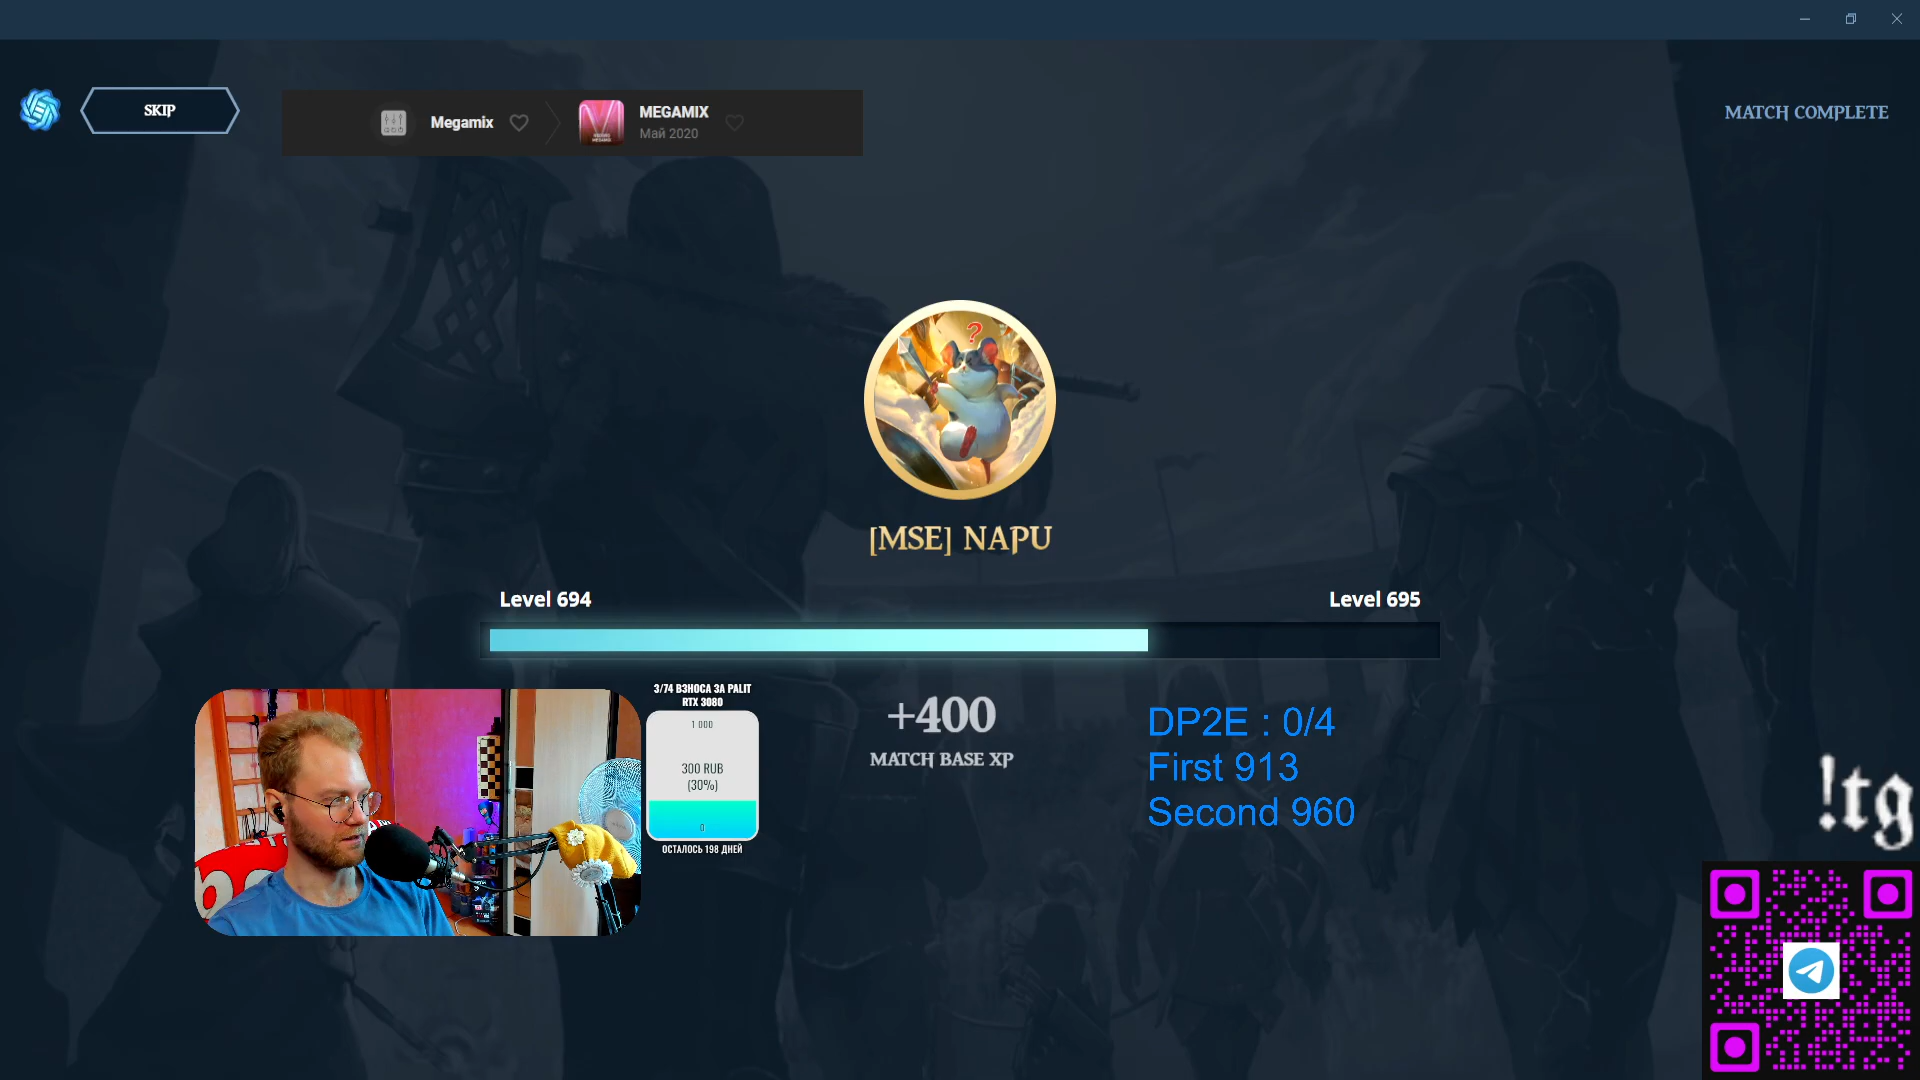 SKIP
Megamix
MEGAMIX
Май 2020
MATCH COMPLETE
?
[MSE] NAPU
Level 694
Level 695
3/74 ВЗНОСА ЗА PALIT
RTX 3080
1 000
300 RUB
(30%)
0
ОСТАЛОСЬ 198 ДНЕЙ
+400
MATCH BASE XP
DP2E : 0/4
First 913
Second 960
!tg